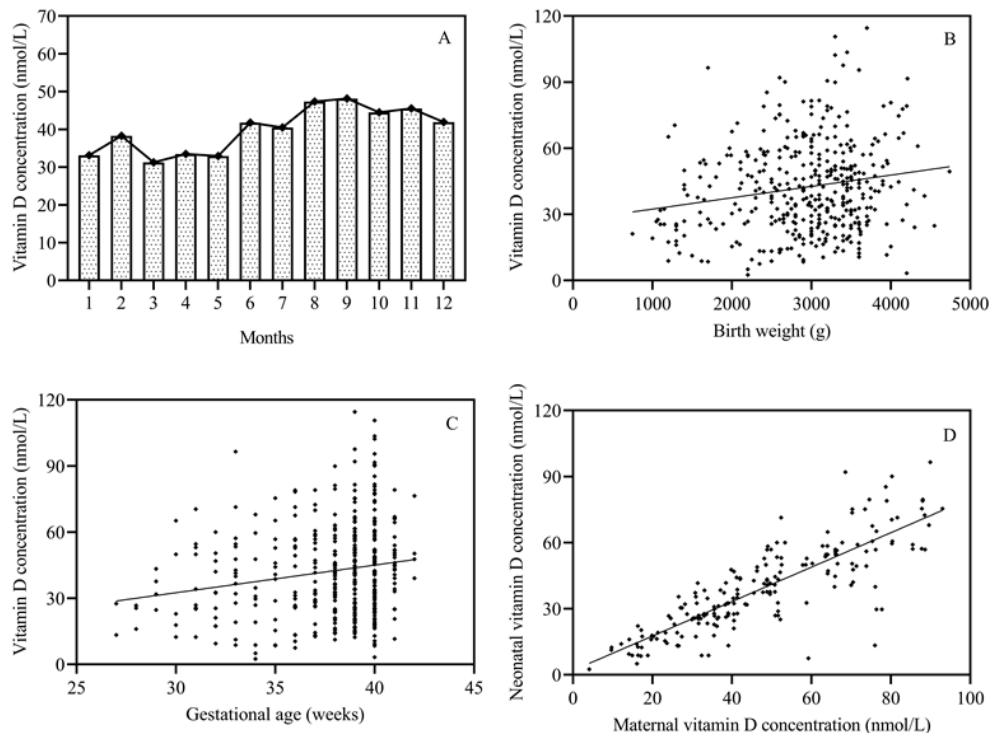 A
Vitamin D concentration (nmol/L)
70
60
50
40
30
20
10
0
1 2 3 4 5 6 7 8 9 10 11 12
Months
B
Vitamin D concentration (nmol/L)
120
90
60
30
0
0 1000 2000 3000 4000 5000
Birth weight (g)
C
Vitamin D concentration (nmol/L)
120
90
60
30
0
25 30 35 40 45
Gestational age (weeks)
D
Neonatal vitamin D concentration (nmol/L)
120
90
60
30
0
0 20 40 60 80 100
Maternal vitamin D concentration (nmol/L)